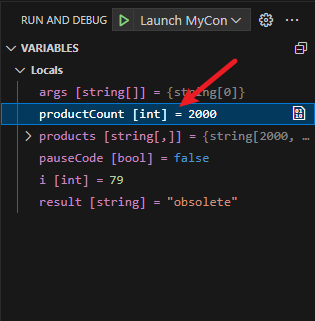 RUN AND DEBUG Launch MyCon
VARIABLES
Locals
args [string[]] = {string[0]}
productCount [int] = 2000
products [string[,]] = {string[2000, …
pauseCode [bool] = false
i [int] = 79
result [string] = "obsolete"